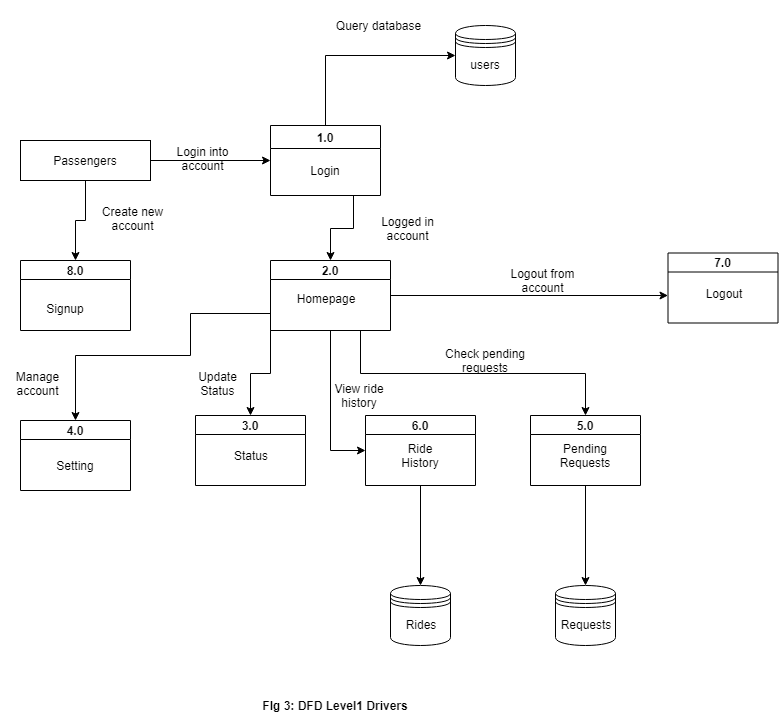 Query database
users
1.0
Login
Passengers
Login into
account
Create new
account
Logged in
account
8.0
Signup
2.0
Homepage
Logout from
account
7.0
Logout
Manage
account
Update
Status
View ride
history
Check pending
requests
4.0
Setting
3.0
Status
6.0
Ride
History
5.0
Pending
Requests
Rides
Requests
FIg 3: DFD Level1 Drivers